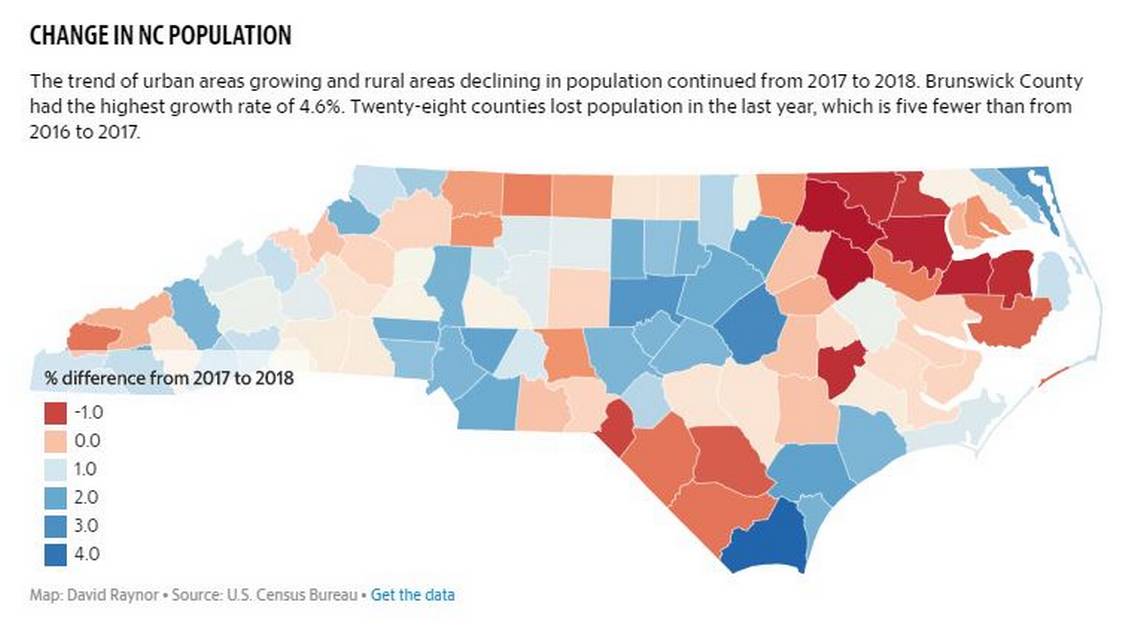 CHANGE IN NC POPULATION
The trend of urban areas growing and rural areas declining in population continued from 2017 to 2018. Brunswick County
had the highest growth rate of 4.6%. Twenty-eight counties lost population in the last year, which is five fewer than from
2016 to 2017.
% difference from 2017 to 2018
-1.0
0.0
1.0
2.0
3.0
4.0
Map: David Raynor • Source: U.S. Census Bureau • Get the data